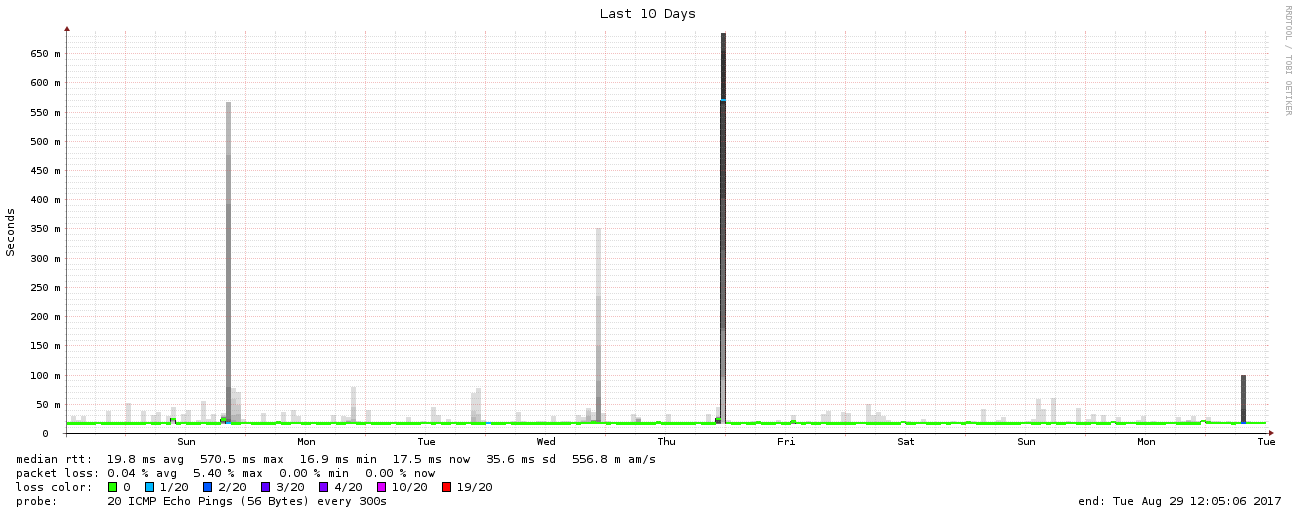 Last 10 Days
RRDTOOL / TOBI OETIKER
Seconds
650 m
600 m
550 m
500 m
450 m
400 m
350 m
300 m
250 m
200 m
150 m
100 m
50 m
0
Sun Mon Tue Wed Thu Fri Sat Sun Mon Tue
median rtt: 19.8 ms avg 570.5 ms max 16.9 ms min 17.5 ms now 35.6 ms sd 556.8 m am/s
packet loss: 0.04 % avg 5.40 % max 0.00 % min 0.00 % now
loss color: 0 1/20 2/20 3/20 4/20 10/20 19/20
probe: 20 ICMP Echo Pings (56 Bytes) every 300s end: Tue Aug 29 12:05:06 2017